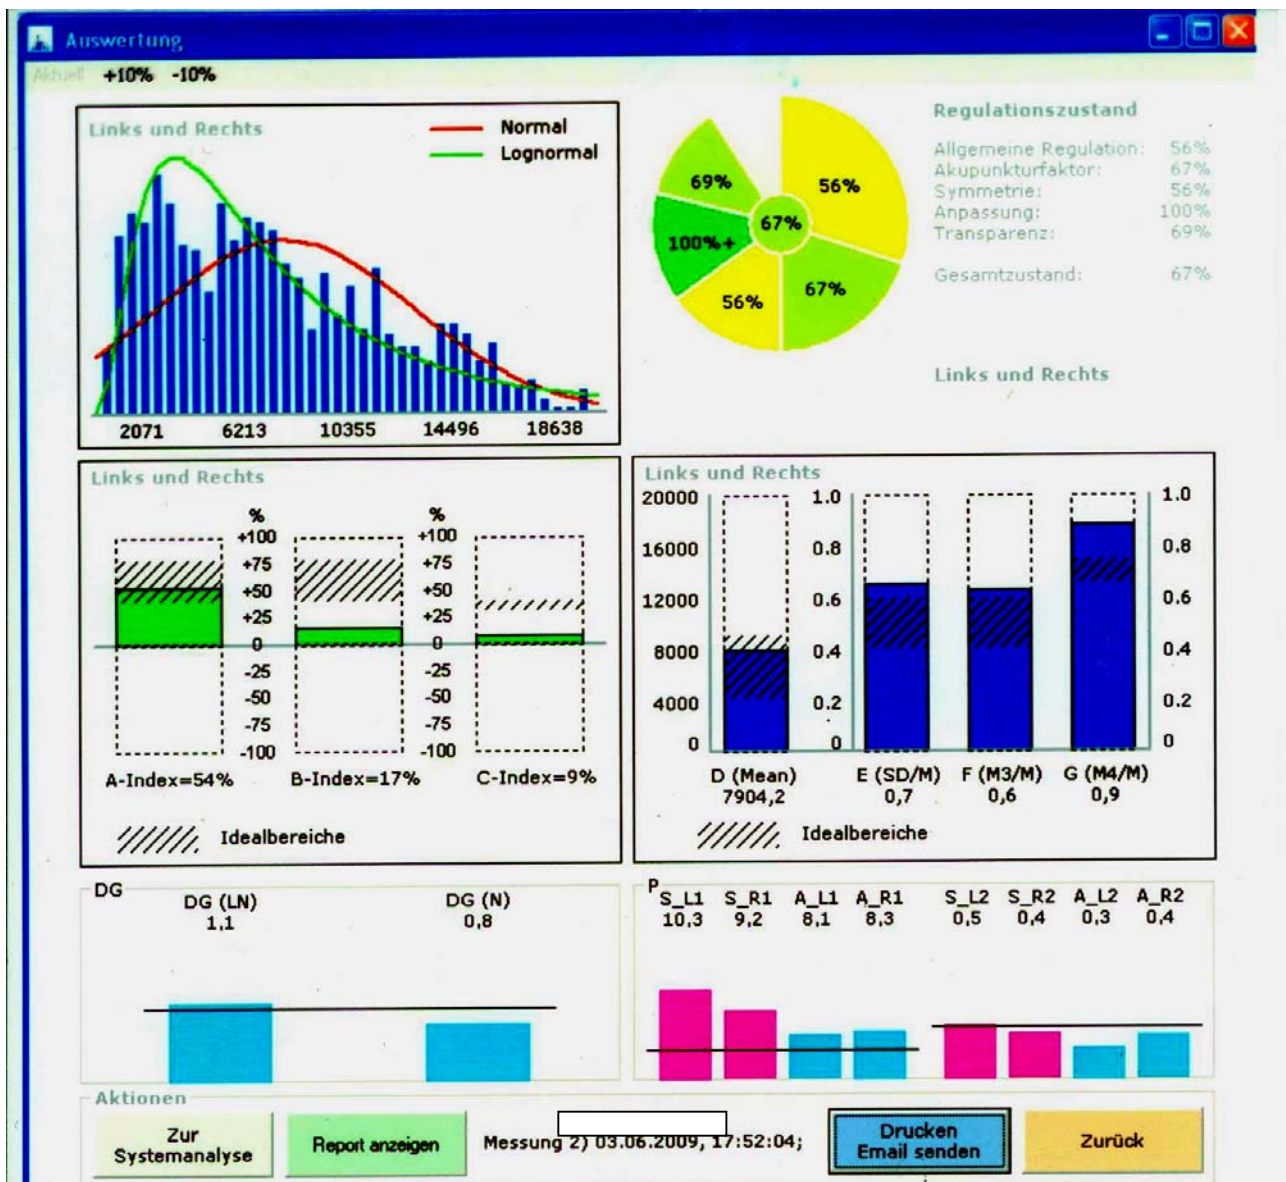 Auswertung
Aktuell +10% -10%
Links und Rechts
Normal
Lognormal
2071 6213 10355 14496 18638
69%
56%
67%
100%+
56%
67%
Regulationszustand
Allgemeine Regulation: 56%
Akupunkturfaktor: 67%
Symmetrie: 56%
Anpassung: 100%
Transparenz: 69%
Gesamtzustand: 67%
Links und Rechts
Links und Rechts
% %
+100 +100
+75 +75
+50 +50
+25 +25
0 0
-25 -25
-50 -50
-75 -75
-100 -100
A-Index=54% B-Index=17% C-Index=9%
Idealbereiche
Links und Rechts
20000 1.0 1.0
16000 0.8 0.8
12000 0.6 0.6
8000 0.4 0.4
4000 0.2 0.2
0 0 0
D (Mean) E (SD/M) F (M3/M) G (M4/M)
7904,2 0,7 0,6 0,9
Idealbereiche
DG
DG (LN) DG (N)
1,1 0,8
P
S_L1 S_R1 A_L1 A_R1 S_L2 S_R2 A_L2 A_R2
10,3 9,2 8,1 8,3 0,5 0,4 0,3 0,4
Aktionen
Zur
Systemanalyse
Report anzeigen
Messung 2) 03.06.2009, 17:52:04;
Drucken
Email senden
Zurück